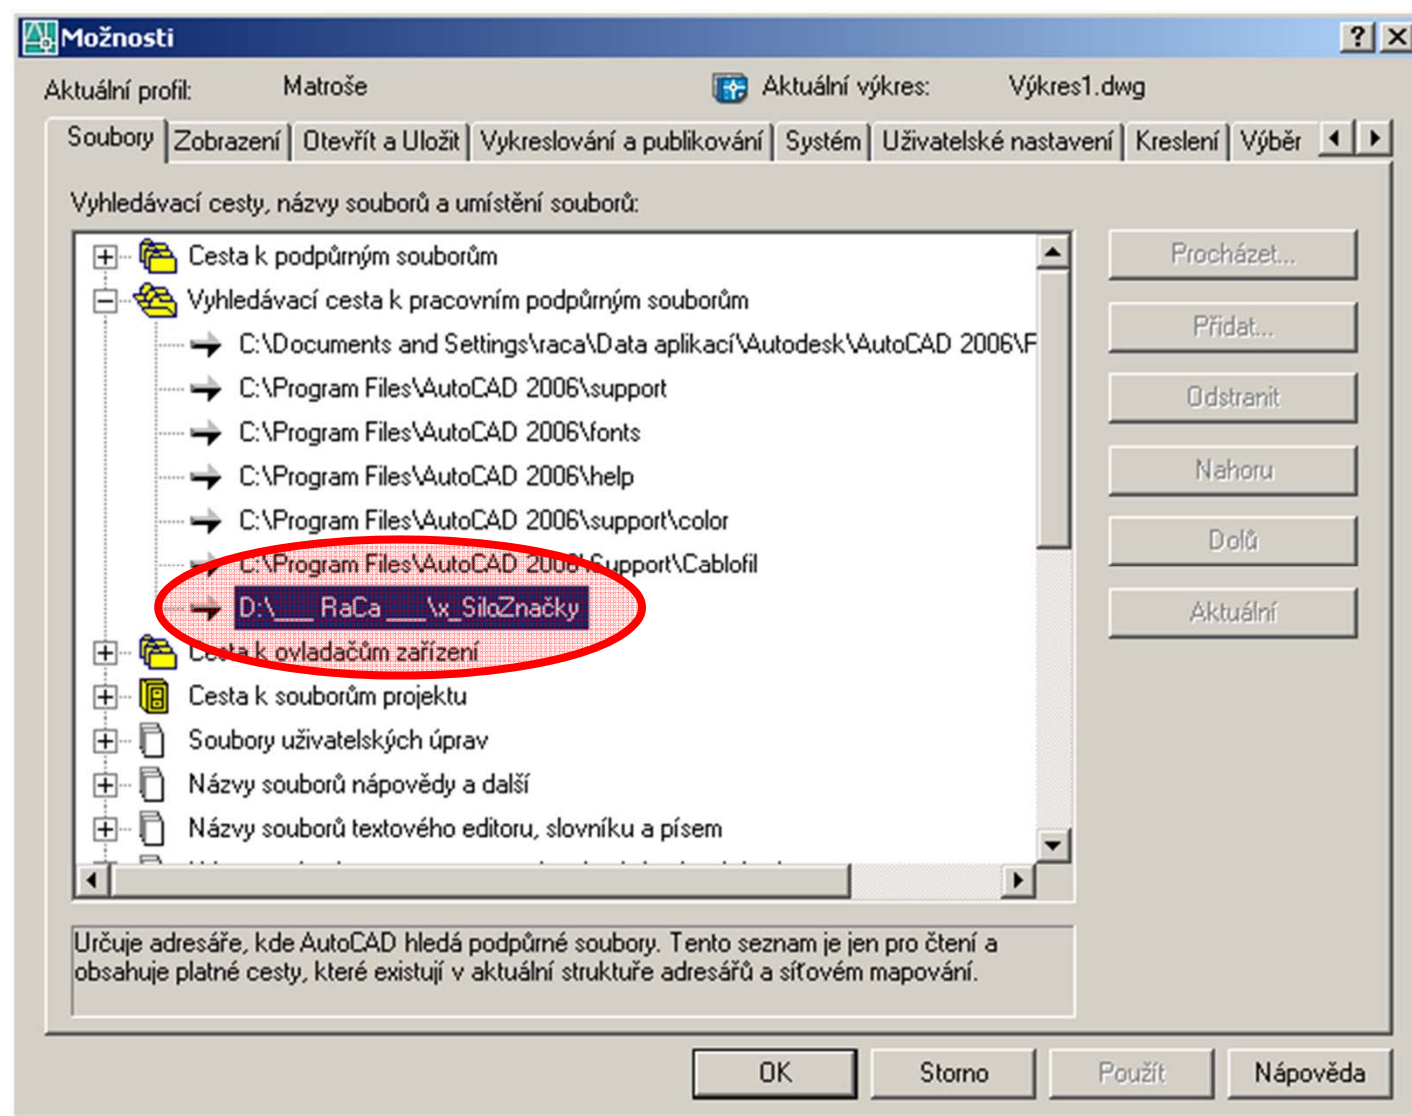 Možnosti
Aktuální profil: Matroše Aktuální výkres: Výkres1.dwg
Soubory Zobrazení Otevřít a Uložit Vykreslování a publikování Systém Uživatelské nastavení Kreslení Výběr
Vyhledávací cesty, názvy souborů a umístění souborů:
Cesta k podpůrným souborům
Vyhledávací cesta k pracovním podpůrným souborům
C:\Documents and Settings\raca\Data aplikací\Autodesk\AutoCAD 2006\F
C:\Program Files\AutoCAD 2006\support
C:\Program Files\AutoCAD 2006\fonts
C:\Program Files\AutoCAD 2006\help
C:\Program Files\AutoCAD 2006\support\color
C:\Program Files\AutoCAD 2006\Support\Cablofil
D:\___ RaCa ___\x_SiloZnačky
Cesta k ovladačům zařízení
Cesta k souborům projektu
Soubory uživatelských úprav
Názvy souborů nápovědy a další
Názvy souborů textového editoru, slovníku a písem
Procházet...
Přidat...
Odstranit
Nahoru
Dolů
Aktuální
Určuje adresáře, kde AutoCAD hledá podpůrné soubory. Tento seznam je jen pro čtení a
obsahuje platné cesty, které existují v aktuální struktuře adresářů a síťovém mapování.
OK Storno Použít Nápověda